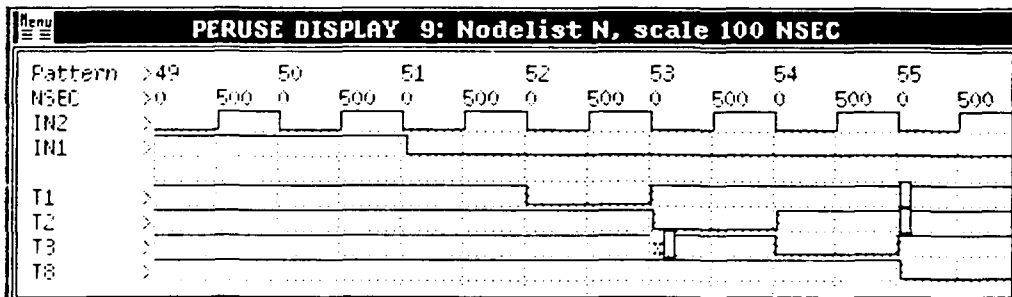 Menu
PERUSE DISPLAY 9: Nodelist N, scale 100 NSEC
Pattern >49 50 51 52 53 54 55
NSEC >0 500 0 500 0 500 0 500 0 500 0 500 0 500
IN2 >
IN1 >
T1 >
T2 >
T3 >
T8 >